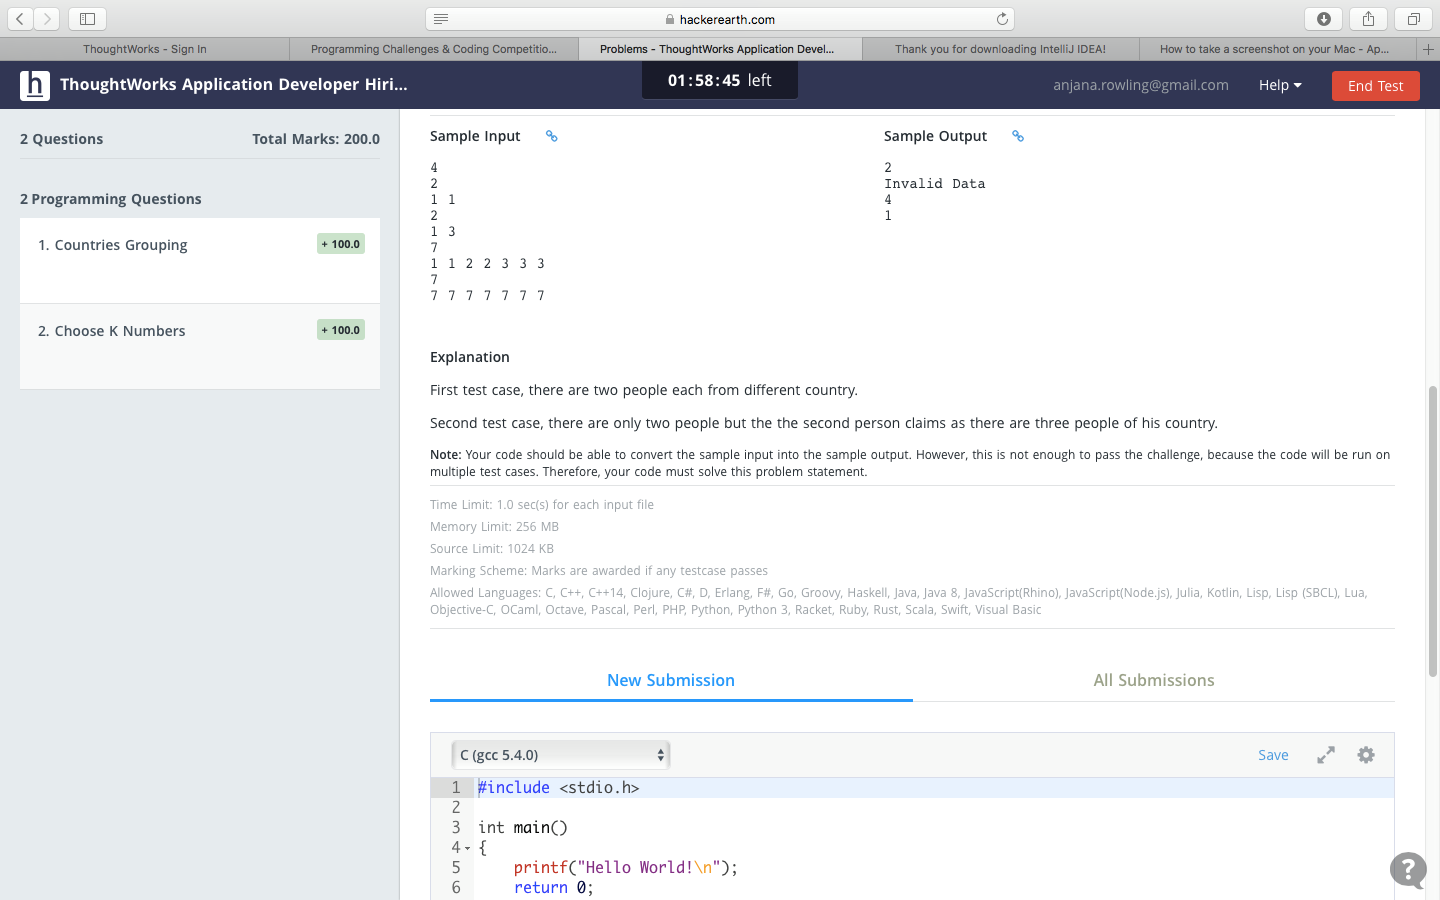 hackerearth.com
ThoughtWorks - Sign In
Programming Challenges & Coding Competitio...
Problems - ThoughtWorks Application Devel...
Thank you for downloading IntelliJ IDEA!
How to take a screenshot on your Mac - Ap...
h
ThoughtWorks Application Developer Hiri...
01:58:45 left
anjana.rowling@gmail.com
Help
End Test
2 Questions
Total Marks: 200.0
2 Programming Questions
1. Countries Grouping
+ 100.0
2. Choose K Numbers
+ 100.0
Sample Input
4
2
1 1
2
1 3
7
1 1 2 2 3 3 3
7
7 7 7 7 7 7 7
Sample Output
2
Invalid Data
4
1
Explanation
First test case, there are two people each from different country.
Second test case, there are only two people but the the second person claims as there are three people of his country.
Note: Your code should be able to convert the sample input into the sample output. However, this is not enough to pass the challenge, because the code will be run on
multiple test cases. Therefore, your code must solve this problem statement.
Time Limit: 1.0 sec(s) for each input file
Memory Limit: 256 MB
Source Limit: 1024 KB
Marking Scheme: Marks are awarded if any testcase passes
Allowed Languages: C, C++, C++14, Clojure, C#, D, Erlang, F#, Go, Groovy, Haskell, Java, Java 8, JavaScript(Rhino), JavaScript(Node.js), Julia, Kotlin, Lisp, Lisp (SBCL), Lua,
Objective-C, OCaml, Octave, Pascal, Perl, PHP, Python, Python 3, Racket, Ruby, Rust, Scala, Swift, Visual Basic
New Submission
All Submissions
C (gcc 5.4.0)
Save
1 #include <stdio.h>
2
3 int main()
4 {
5 printf("Hello World!\n");
6 return 0;
?